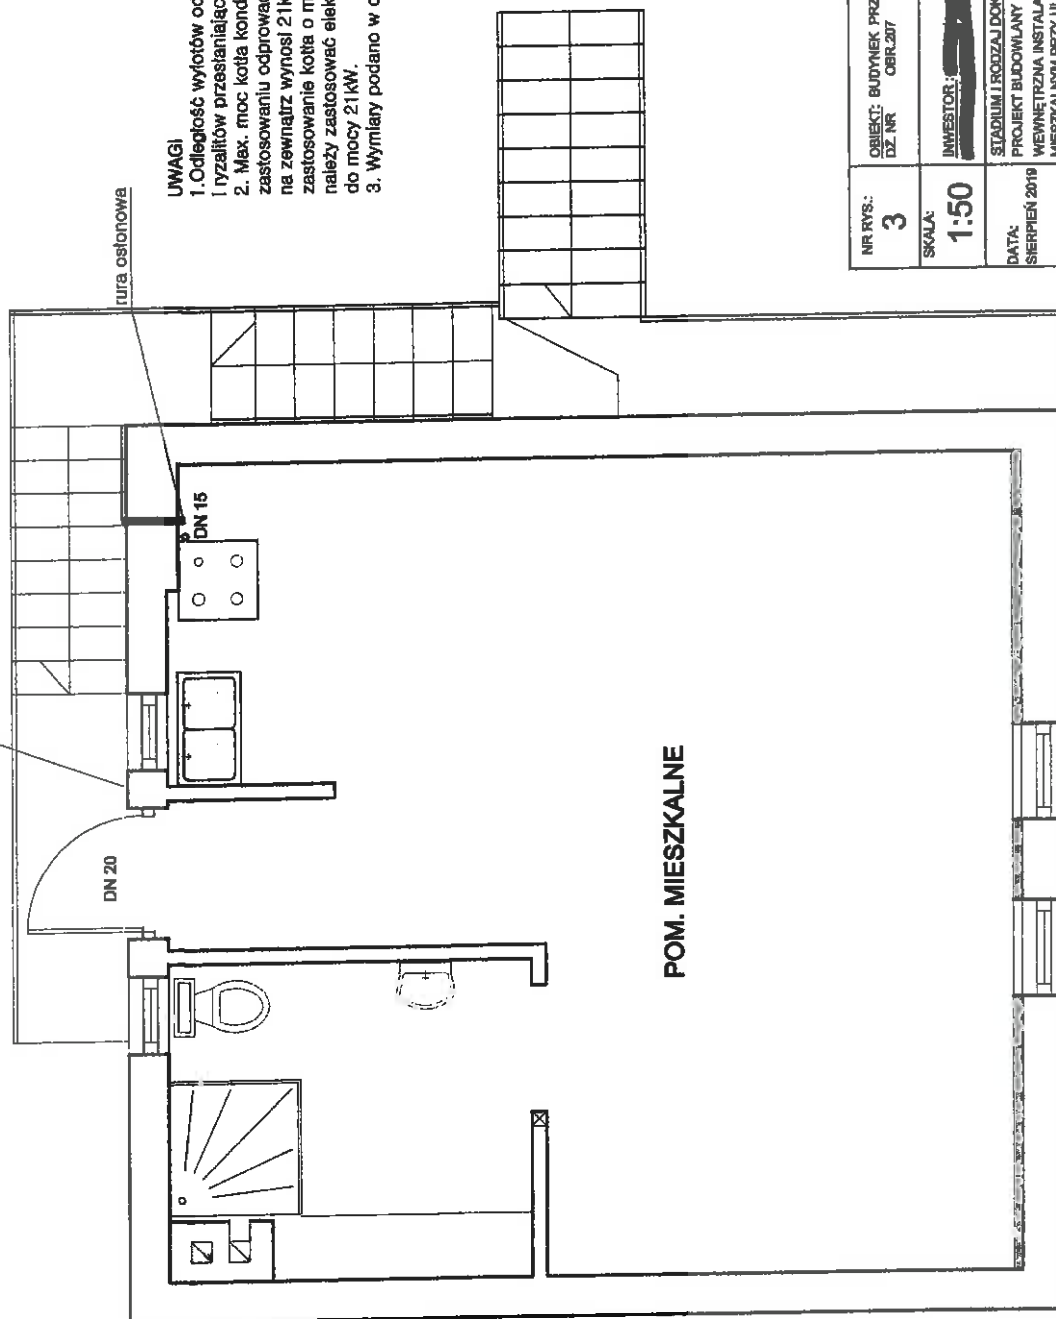 UWAGI
1.Odległość wylotów od
i ryzalitów przesłaniając
2. Max. moc kotła kond
zastosowaniu odprowad
na zewnątrz wynosi 21k
zastosowanie kotła o m
należy zastosować elek
do mocy 21kW.
3. Wymiary podano w c
rura osłonowa
DN 15
DN 20
POM. MIESZKALNE
NR RYS.:
3
OBIEKT: BUDYNEK PRZ
DZ. NR OBR.207
SKALA:
1:50
INWESTOR:
DATA:
SIERPIEŃ 2019
STADIUM I RODZAJ DOK
PROJEKT BUDOWLANY
WEWNĘTRZNA INSTALA